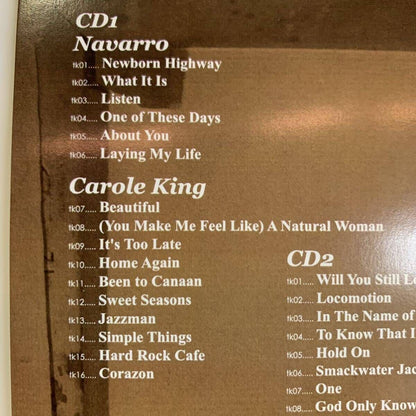 CD1
Navarro
tk01..... Newborn Highway
tk02..... What It Is
tk03..... Listen
tk04..... One of These Days
tk05..... About You
tk06..... Laying My Life
Carole King
tk07..... Beautiful
tk08..... (You Make Me Feel Like) A Natural Woman
tk09..... It's Too Late
tk10..... Home Again
tk11..... Been to Canaan
tk12..... Sweet Seasons
tk13..... Jazzman
tk14..... Simple Things
tk15..... Hard Rock Cafe
tk16..... Corazon
CD2
tk01..... Will You Still
tk02..... Locomotion
tk03..... In The Name of
tk04..... To Know That
tk05..... Hold On
tk06..... Smackwater
tk07..... One
tk08..... God Only